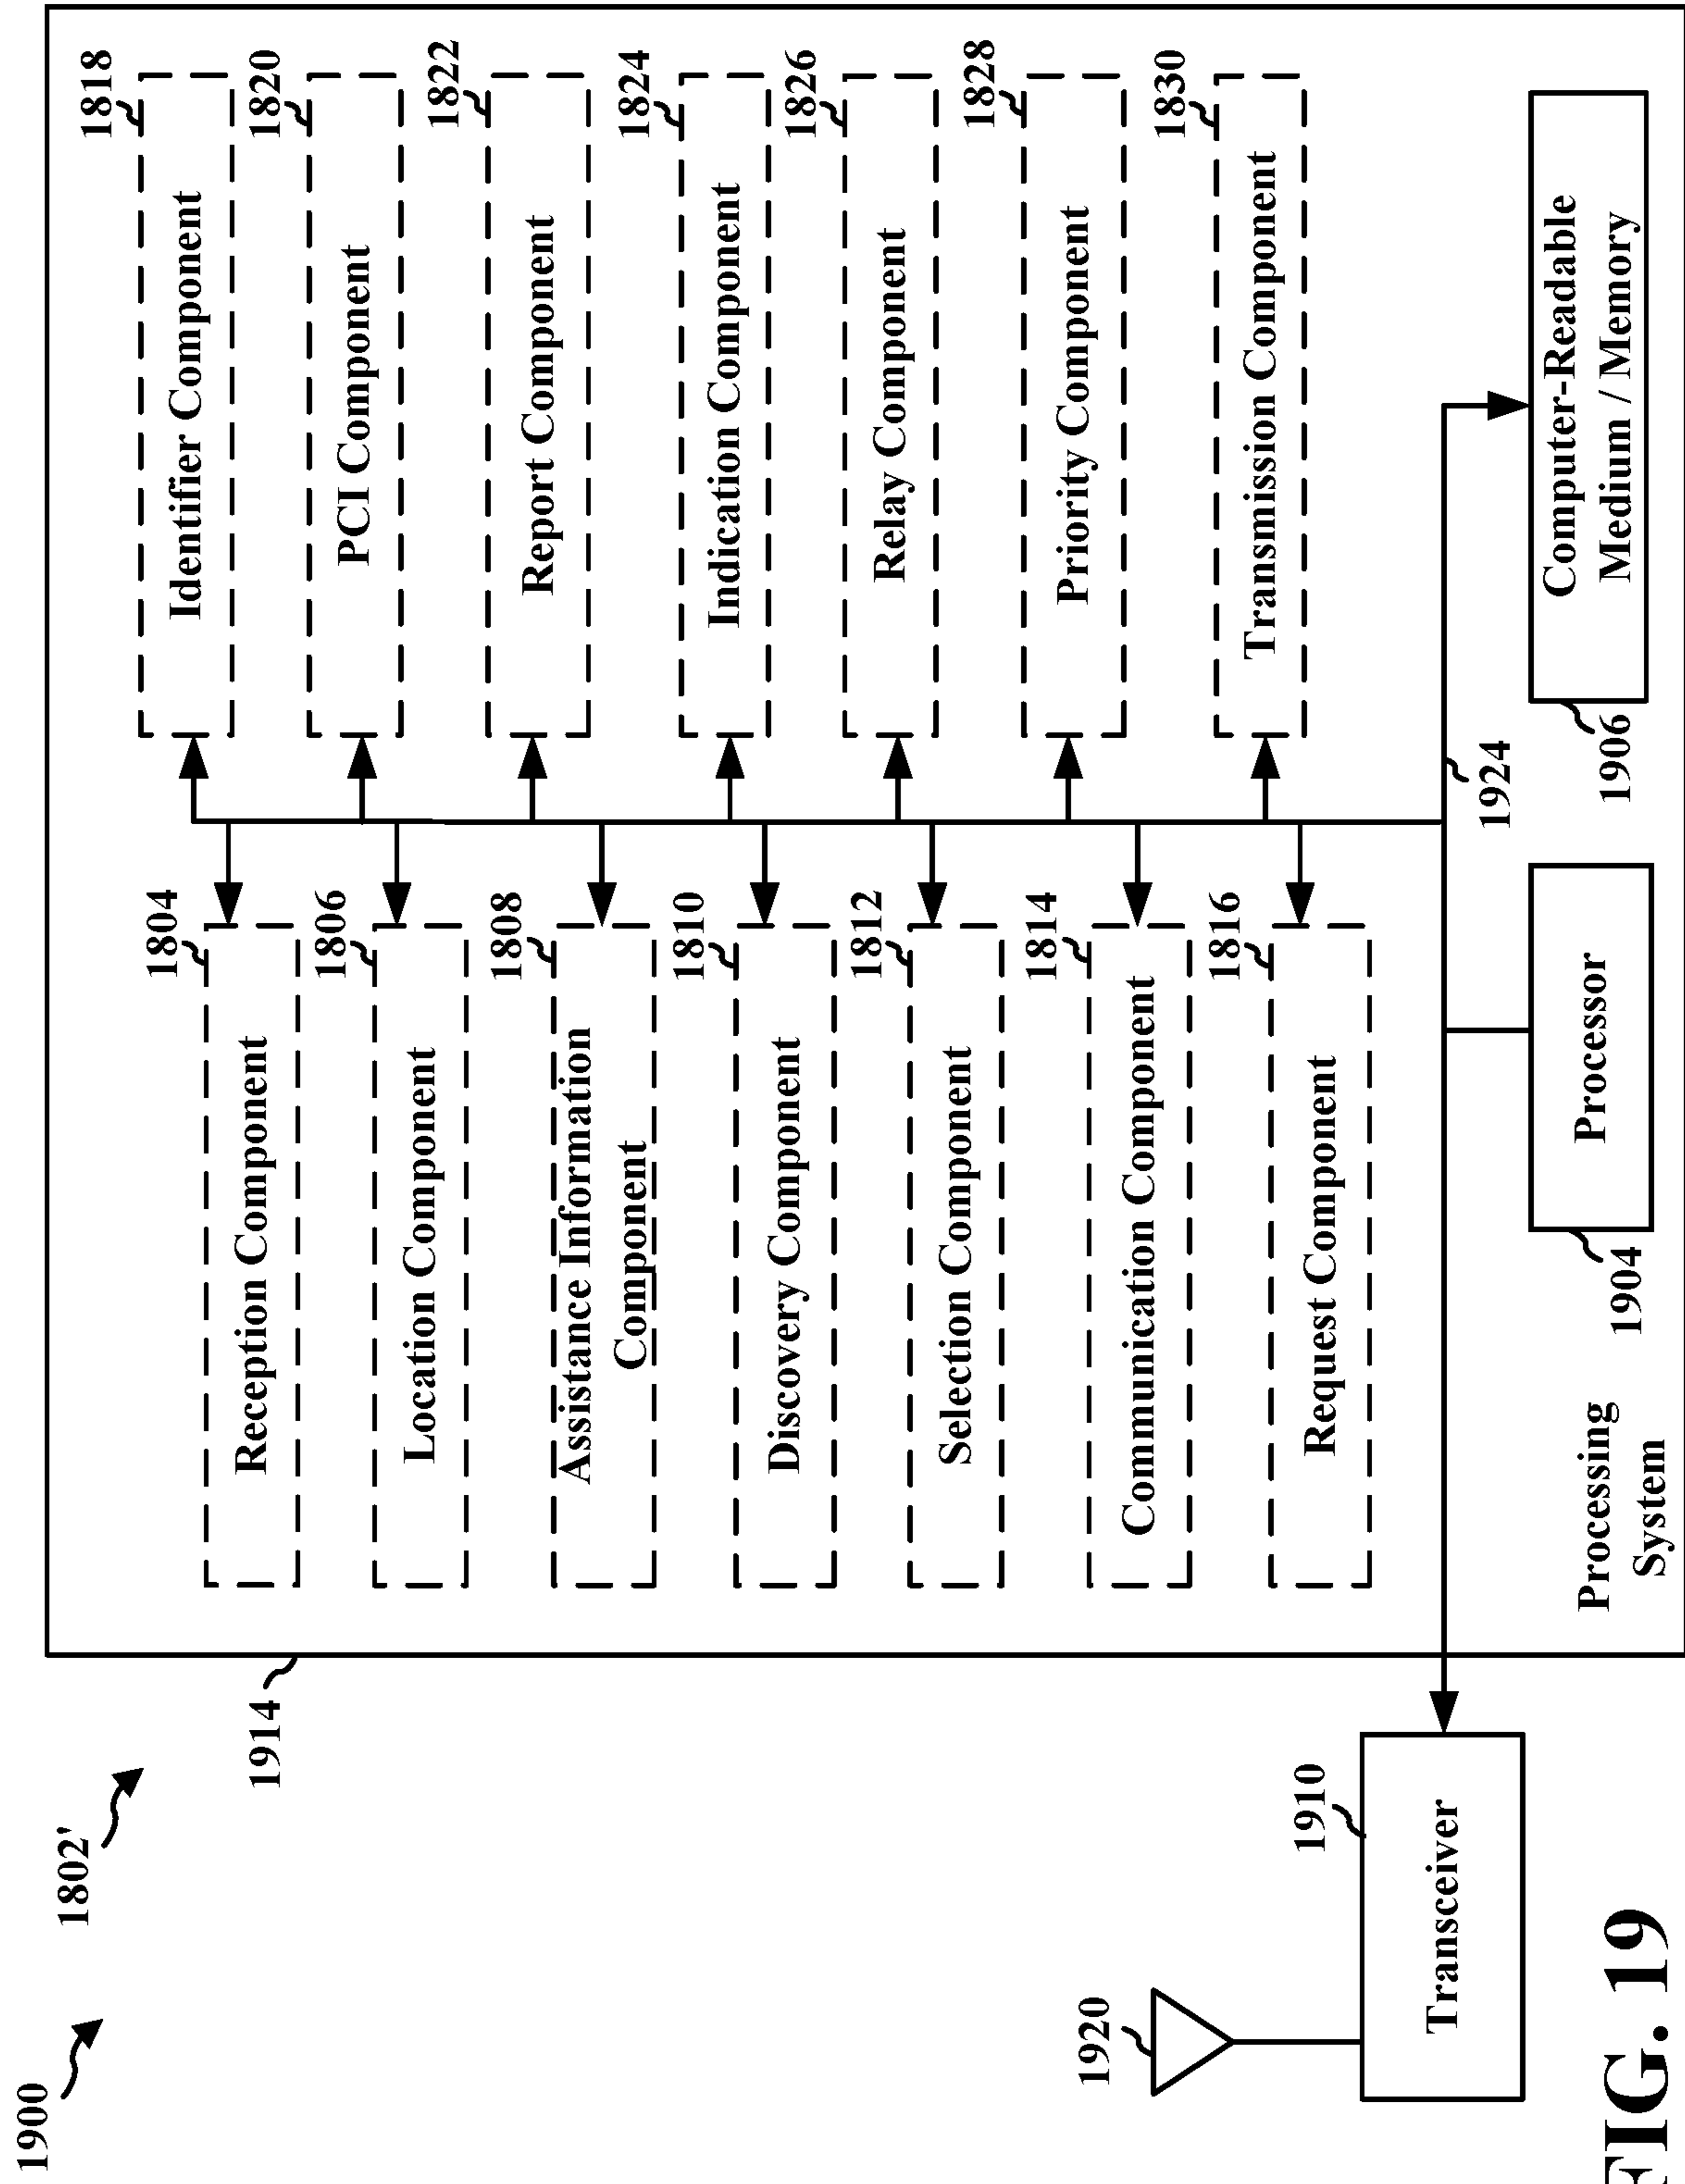 1900
1802'
1914
1804
Reception Component
1806
Location Component
1808
Assistance Information
Component
1810
Discovery Component
1812
Selection Component
1814
Communication Component
1816
Request Component
1818
Identifier Component
1820
PCI Component
1822
Report Component
1824
Indication Component
1826
Relay Component
1828
Priority Component
1830
Transmission Component
1920
1910
Transceiver
Processing
System
1904
Processor
1924
1906
Computer-Readable
Medium / Memory
FIG. 19